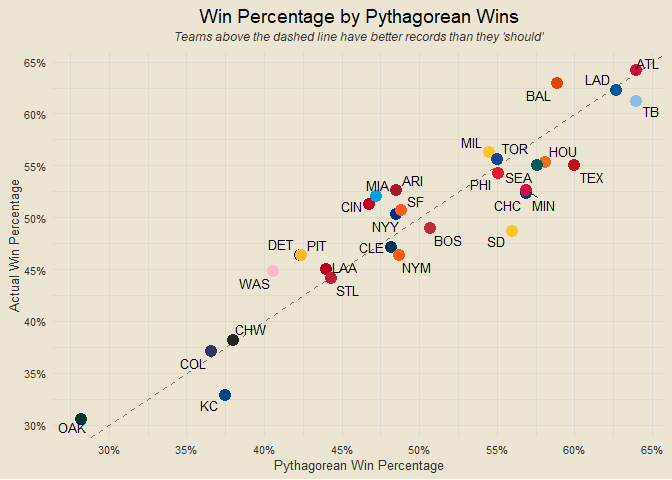 Win Percentage by Pythagorean Wins
Teams above the dashed line have better records than they 'should'
65%
ATL
BAL
LAD
60%
TB
MIL
TOR
HOU
55%
PHI
SEA
TEX
MIA
ARI
CIN
SF
CHC
MIN
50%
NYY
BOS
SD
DET
PIT
CLE
45%
WAS
LAA
NYM
STL
40%
CHW
COL
35%
KC
30%
OAK
Actual Win Percentage
30%
35%
40%
45%
50%
55%
60%
65%
Pythagorean Win Percentage